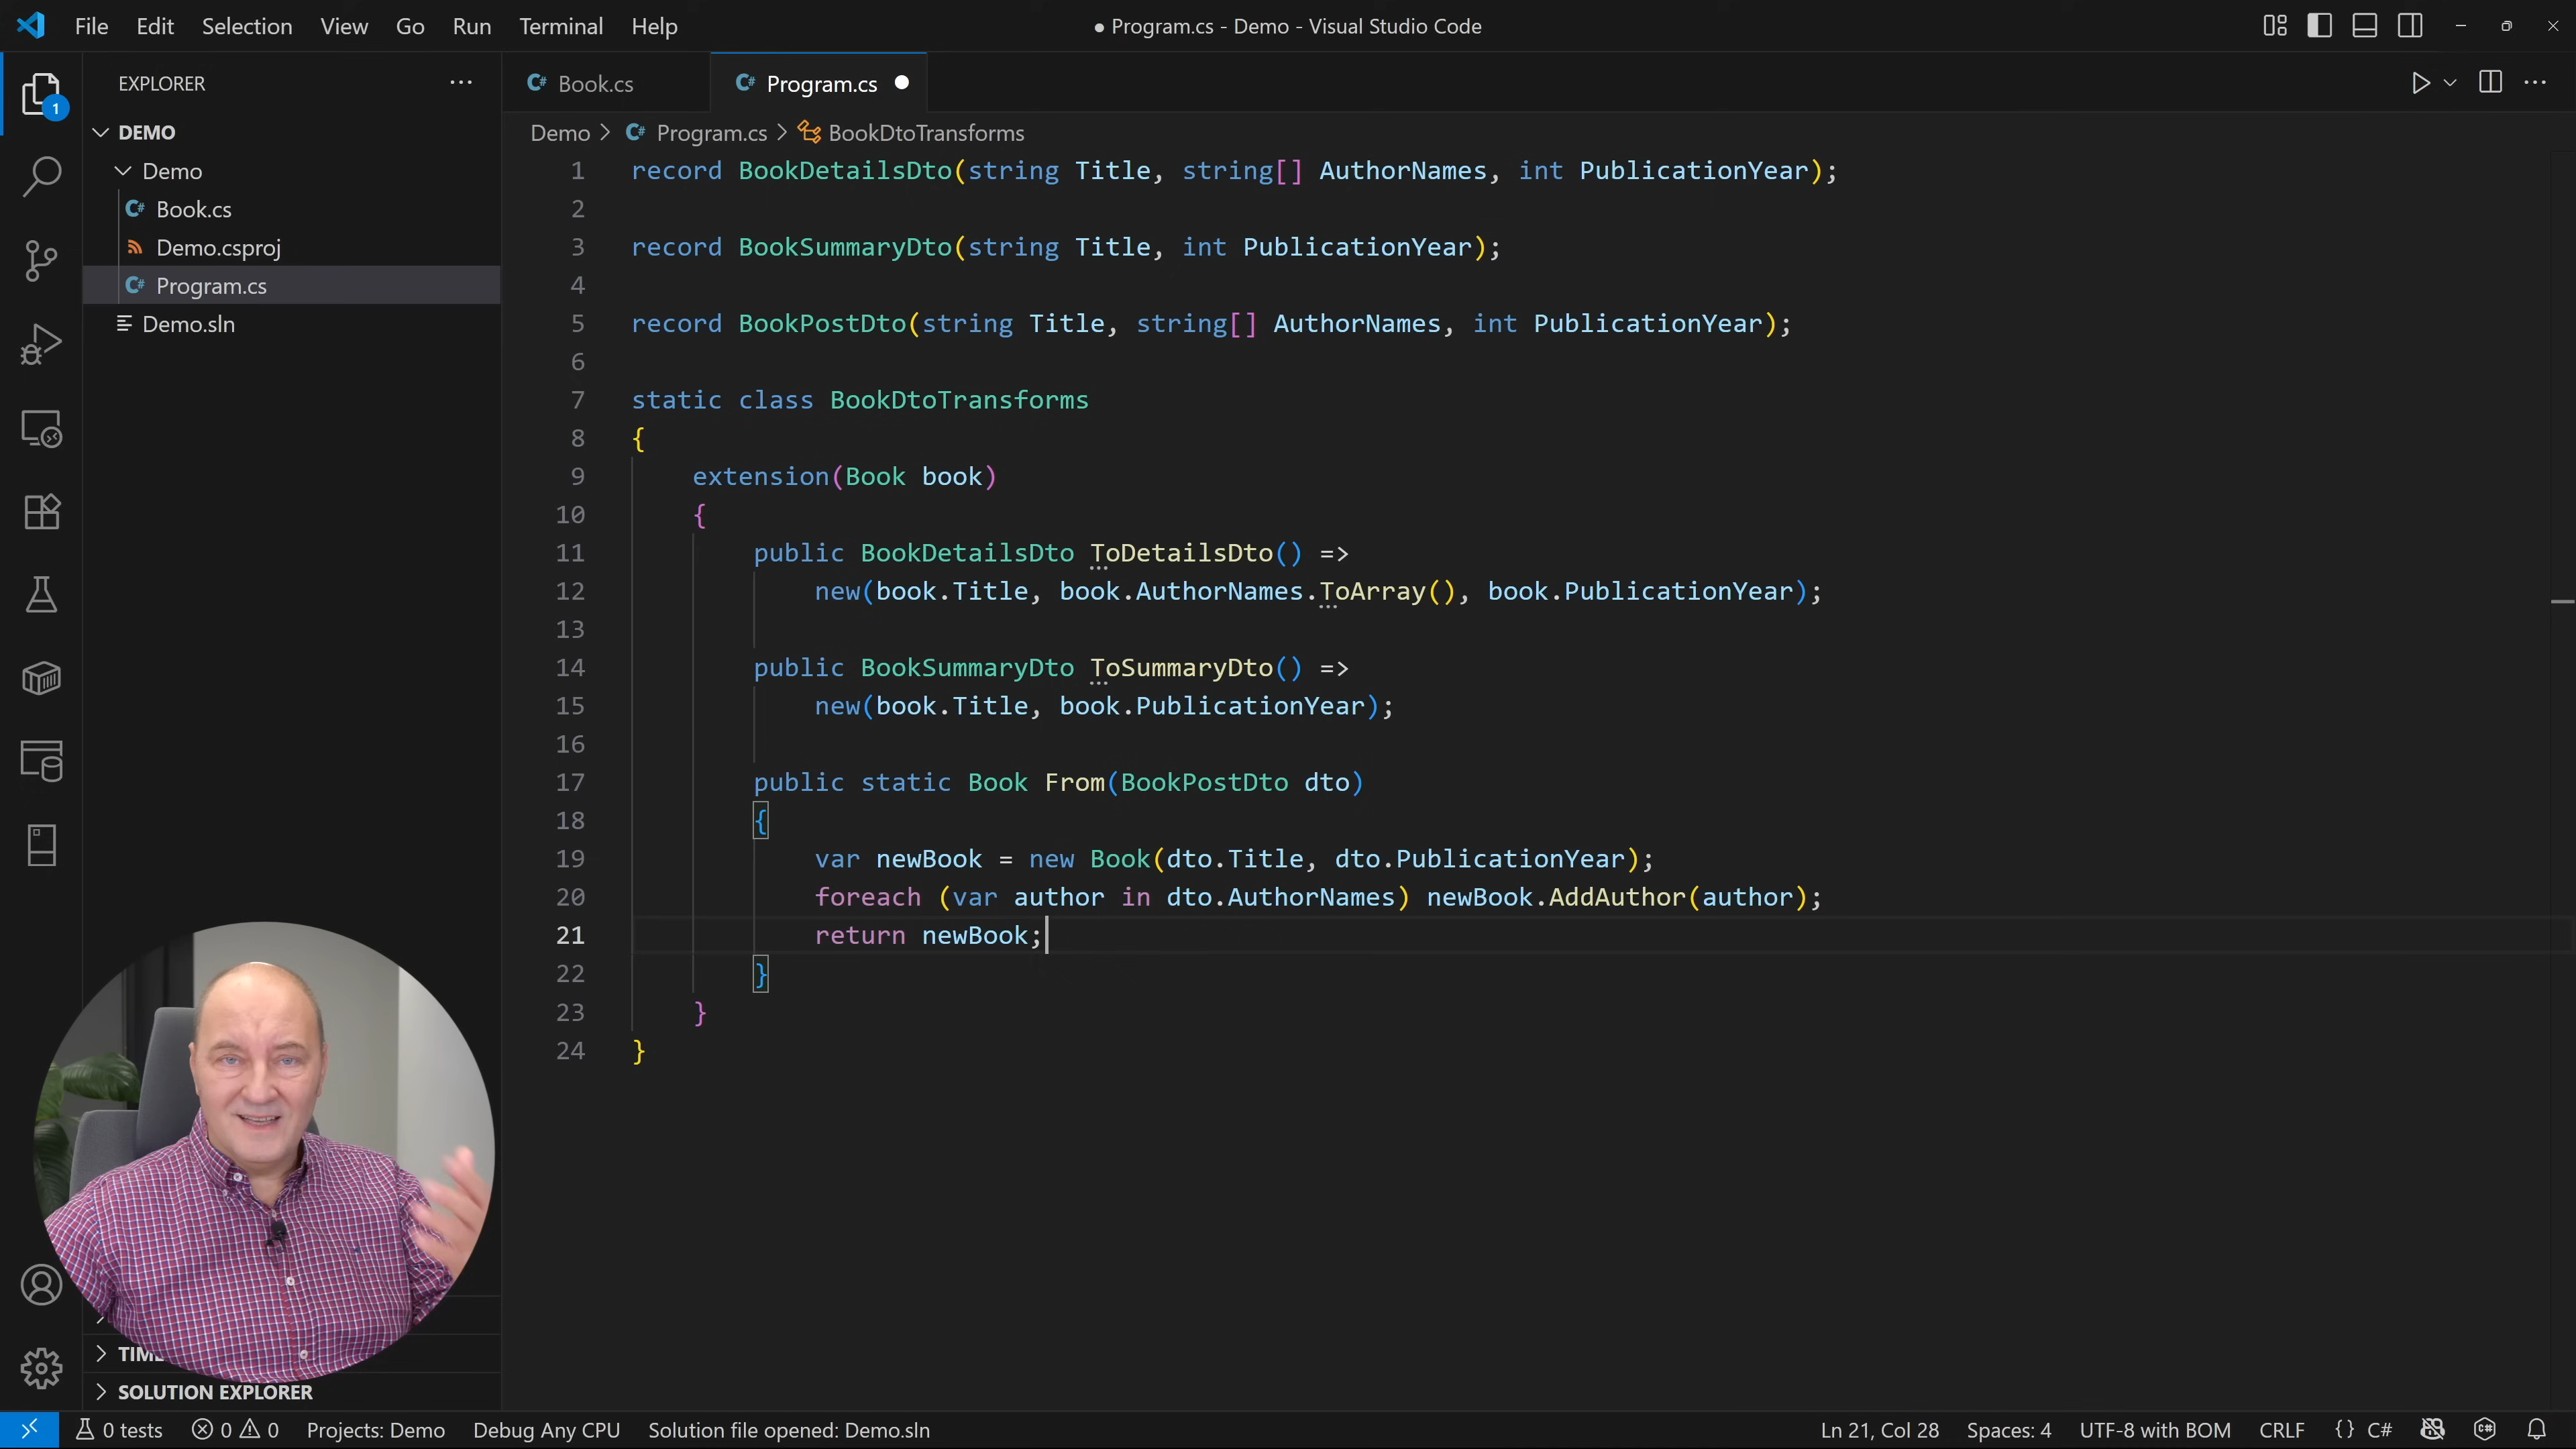 File Edit Selection View Go Run Terminal Help
● Program.cs - Demo - Visual Studio Code
EXPLORER
DEMO
Demo
Book.cs
Demo.csproj
Program.cs
Demo.sln
SOLUTION EXPLORER
1
Book.cs
Program.cs
Demo > Program.cs > BookDtoTransforms
1 record BookDetailsDto(string Title, string[] AuthorNames, int PublicationYear);
2
3 record BookSummaryDto(string Title, int PublicationYear);
4
5 record BookPostDto(string Title, string[] AuthorNames, int PublicationYear);
6
7 static class BookDtoTransforms
8 {
9 extension(Book book)
10 {
11 public BookDetailsDto ToDetailsDto() =>
12 new(book.Title, book.AuthorNames.ToArray(), book.PublicationYear);
13
14 public BookSummaryDto ToSummaryDto() =>
15 new(book.Title, book.PublicationYear);
16
17 public static Book From(BookPostDto dto)
18 {
19 var newBook = new Book(dto.Title, dto.PublicationYear);
20 foreach (var author in dto.AuthorNames) newBook.AddAuthor(author);
21 return newBook;
22 }
23 }
24 }
0 tests 0 0 Projects: Demo Debug Any CPU Solution file opened: Demo.sln
Ln 21, Col 28 Spaces: 4 UTF-8 with BOM CRLF {} C#